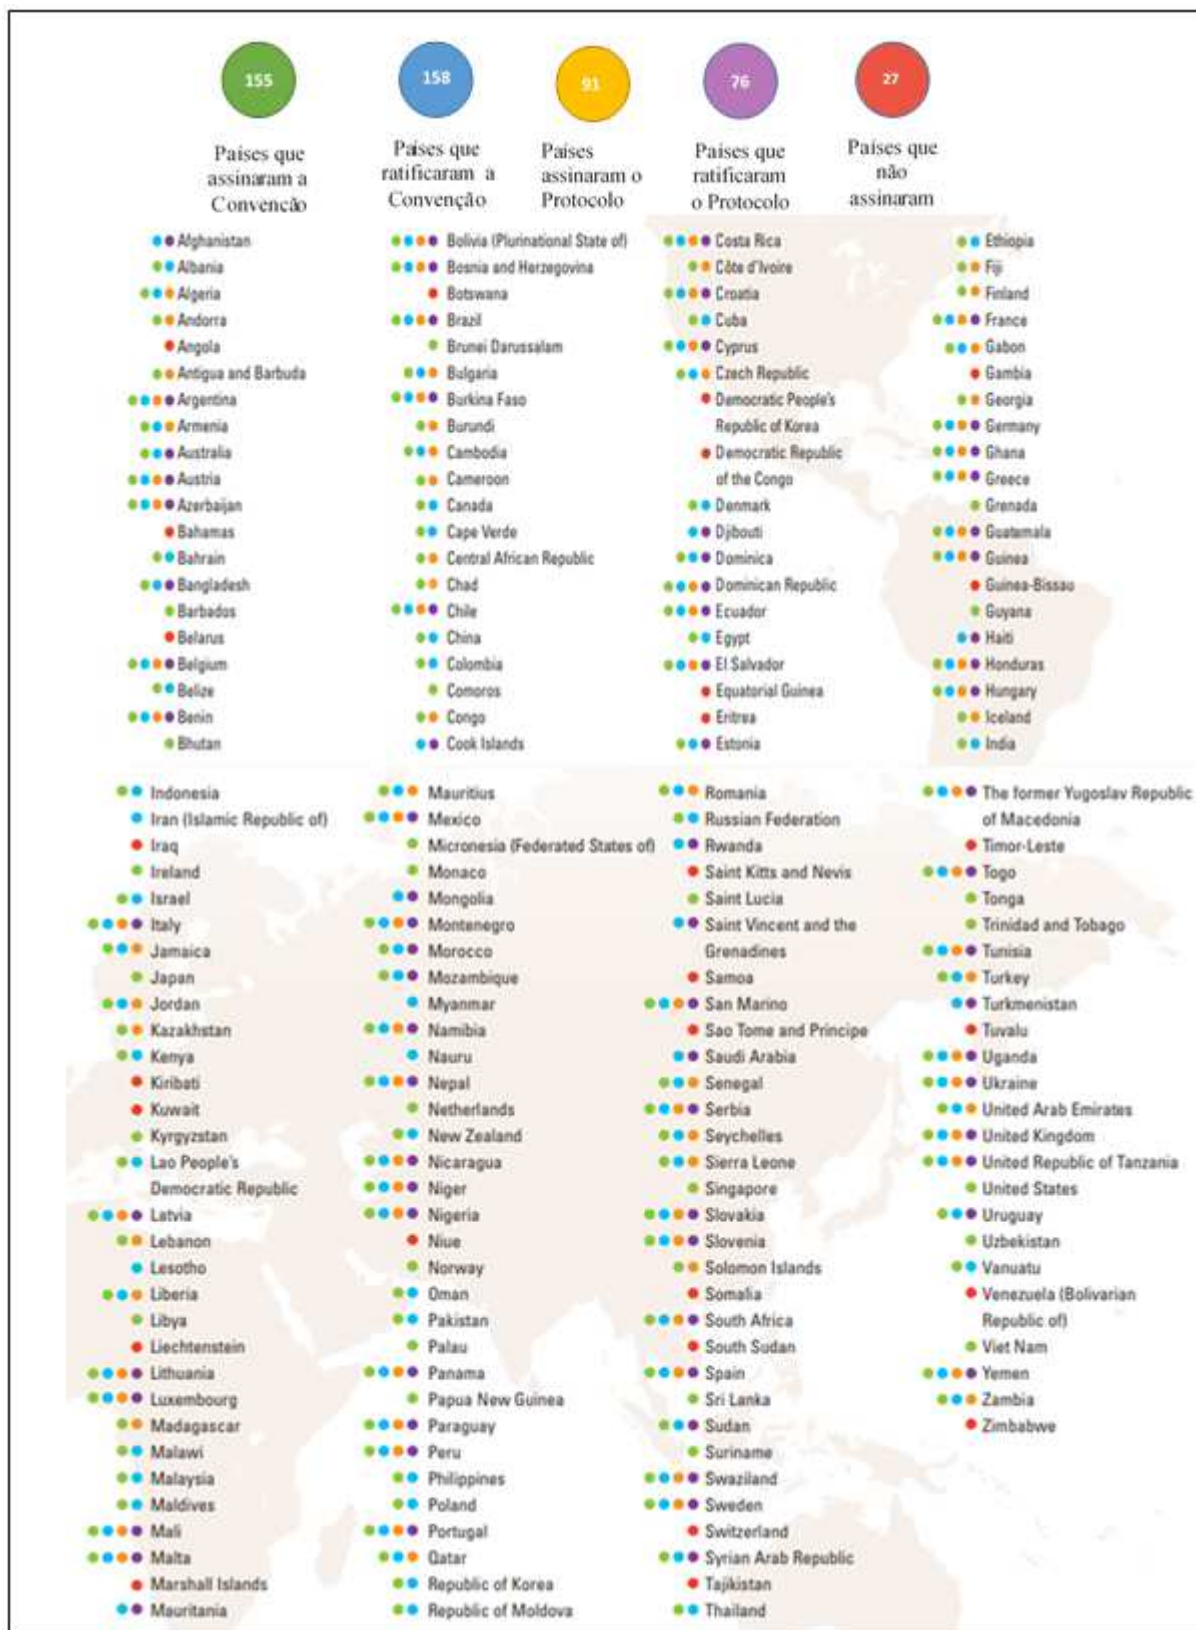 155
158
91
76
27
Países que
assinaram a
Convencão
Países que
ratificaram a
Convenção
Países
assinaram o
Protocolo
Países que
ratificaram
o Protocolo
Países que
não
assinaram
Afghanistan
Albania
Algeria
Andorra
Angola
Antigua and Barbuda
Argentina
Armenia
Australia
Austria
Azerbaijan
Bahamas
Bahrain
Bangladesh
Barbados
Belarus
Belgium
Belize
Benin
Bhutan
Bolivia (Plurinational State of)
Bosnia and Herzegovina
Botswana
Brazil
Brunei Darussalam
Bulgaria
Burkina Faso
Burundi
Cambodia
Cameroon
Canada
Cape Verde
Central African Republic
Chad
Chile
China
Colombia
Comoros
Congo
Cook Islands
Costa Rica
Côte d'Ivoire
Croatia
Cuba
Cyprus
Czech Republic
Democratic People's
Republic of Korea
Democratic Republic
of the Congo
Denmark
Djibouti
Dominica
Dominican Republic
Ecuador
Egypt
El Salvador
Equatorial Guinea
Eritrea
Estonia
Ethiopia
Fiji
Finland
France
Gabon
Gambia
Georgia
Germany
Ghana
Greece
Grenada
Guatemala
Guinea
Guinea-Bissau
Guyana
Haiti
Honduras
Hungary
Iceland
India
Indonesia
Iran (Islamic Republic of)
Iraq
Ireland
Israel
Italy
Jamaica
Japan
Jordan
Kazakhstan
Kenya
Kiribati
Kuwait
Kyrgyzstan
Lao People's
Democratic Republic
Latvia
Lebanon
Lesotho
Liberia
Libya
Liechtenstein
Lithuania
Luxembourg
Madagascar
Malawi
Malaysia
Maldives
Mali
Malta
Marshall Islands
Mauritania
Mauritius
Mexico
Micronesia (Federated States of)
Monaco
Mongolia
Montenegro
Morocco
Mozambique
Myanmar
Namibia
Nauru
Nepal
Netherlands
New Zealand
Nicaragua
Niger
Nigeria
Niue
Norway
Oman
Pakistan
Palau
Panama
Papua New Guinea
Paraguay
Peru
Philippines
Poland
Portugal
Qatar
Republic of Korea
Republic of Moldova
Romania
Russian Federation
Rwanda
Saint Kitts and Nevis
Saint Lucia
Saint Vincent and the
Grenadines
Samoa
San Marino
Sao Tome and Principe
Saudi Arabia
Senegal
Serbia
Seychelles
Sierra Leone
Singapore
Slovakia
Slovenia
Solomon Islands
Somalia
South Africa
South Sudan
Spain
Sri Lanka
Sudan
Suriname
Swaziland
Sweden
Switzerland
Syrian Arab Republic
Tajikistan
Thailand
The former Yugoslav Republic
of Macedonia
Timor-Leste
Togo
Tonga
Trinidad and Tobago
Tunisia
Turkey
Turkmenistan
Tuvalu
Uganda
Ukraine
United Arab Emirates
United Kingdom
United Republic of Tanzania
United States
Uruguay
Uzbekistan
Vanuatu
Venezuela (Bolivarian
Republic of)
Viet Nam
Yemen
Zambia
Zimbabwe